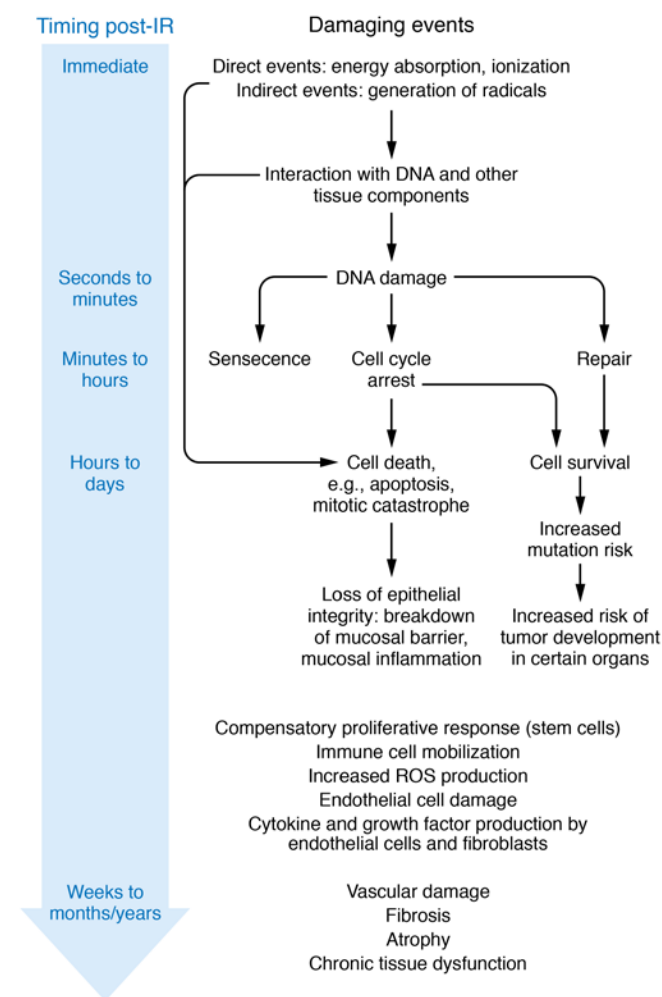 Timing post-IR
Damaging events
Immediate
Direct events: energy absorption, ionization
Indirect events: generation of radicals
Interaction with DNA and other
tissue components
Seconds to
minutes
DNA damage
Minutes to
hours
Sensecence
Cell cycle
arrest
Repair
Hours to
days
Cell death,
e.g., apoptosis,
mitotic catastrophe
Cell survival
Increased
mutation risk
Loss of epithelial
integrity: breakdown
of mucosal barrier,
mucosal inflammation
Increased risk of
tumor development
in certain organs
Compensatory proliferative response (stem cells)
Immune cell mobilization
Increased ROS production
Endothelial cell damage
Cytokine and growth factor production by
endothelial cells and fibroblasts
Weeks to
months/years
Vascular damage
Fibrosis
Atrophy
Chronic tissue dysfunction